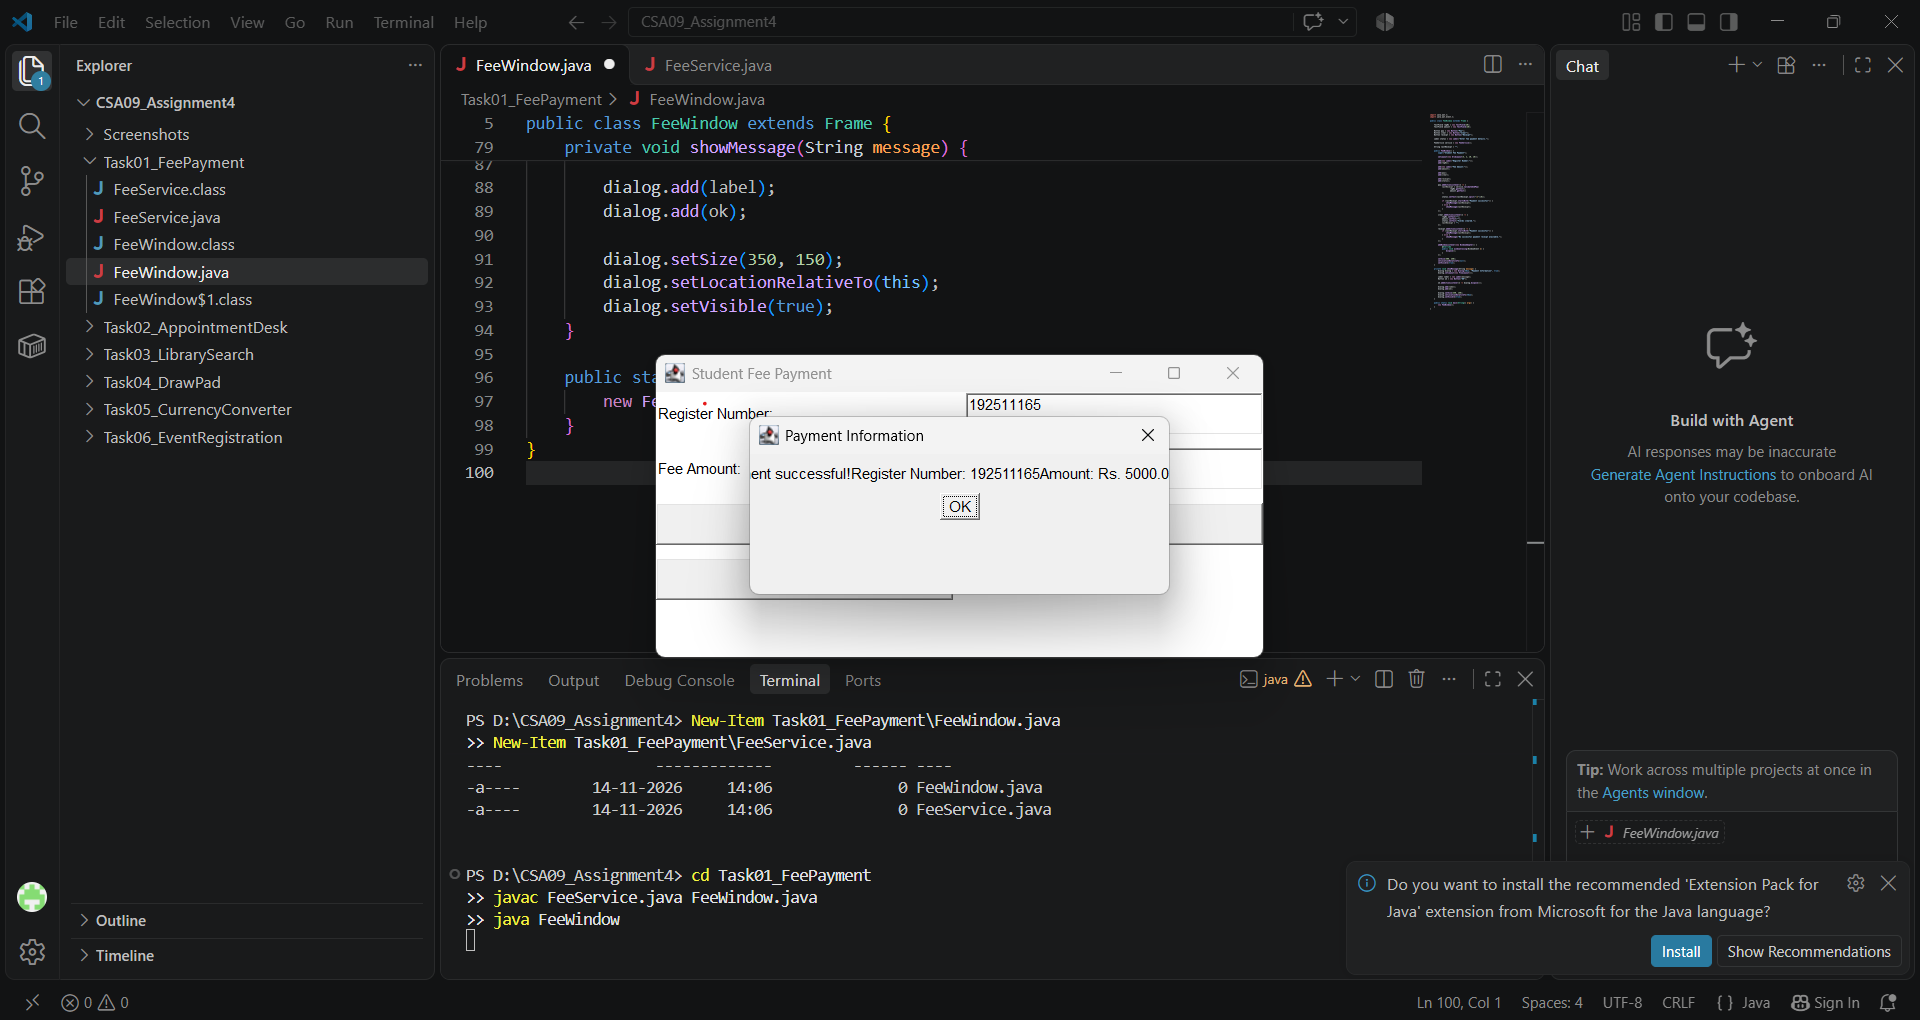 File Edit Selection View Go Run Terminal Help
CSA09_Assignment4
Explorer
CSA09_Assignment4
Screenshots
Task01_FeePayment
FeeService.class
FeeService.java
FeeWindow.class
FeeWindow.java
FeeWindow$1.class
Task02_AppointmentDesk
Task03_LibrarySearch
Task04_DrawPad
Task05_CurrencyConverter
Task06_EventRegistration
Outline
Timeline
1
FeeWindow.java
FeeService.java
Task01_FeePayment > FeeWindow.java
5 public class FeeWindow extends Frame {
79 private void showMessage(String message) {
87
88 dialog.add(label);
89 dialog.add(ok);
90
91 dialog.setSize(350, 150);
92 dialog.setLocationRelativeTo(this);
93 dialog.setVisible(true);
94 }
95
96 public sta
97 new Fe
98 }
99 }
100
Student Fee Payment
Register Number:
192511165
Fee Amount:
Payment Information
ent successful!Register Number: 192511165Amount: Rs. 5000.0
OK
Problems Output Debug Console Terminal Ports
java
PS D:\CSA09_Assignment4> New-Item Task01_FeePayment\FeeWindow.java
>> New-Item Task01_FeePayment\FeeService.java
---- ------------- ------ ----
-a---- 14-11-2026 14:06 0 FeeWindow.java
-a---- 14-11-2026 14:06 0 FeeService.java
PS D:\CSA09_Assignment4> cd Task01_FeePayment
>> javac FeeService.java FeeWindow.java
>> java FeeWindow
Chat
Build with Agent
AI responses may be inaccurate
Generate Agent Instructions to onboard AI
onto your codebase.
Tip: Work across multiple projects at once in
the Agents window.
FeeWindow.java
Do you want to install the recommended 'Extension Pack for
Java' extension from Microsoft for the Java language?
Install
Show Recommendations
0 0
Ln 100, Col 1 Spaces: 4 UTF-8 CRLF {} Java Sign In